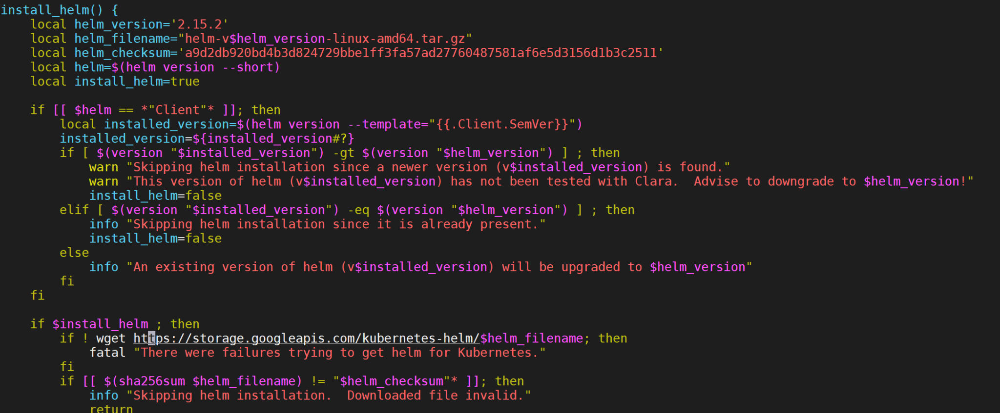 install_helm() {
    local helm_version='2.15.2'
    local helm_filename="helm-v$helm_version-linux-amd64.tar.gz"
    local helm_checksum='a9d2db920bd4b3d824729bbe1ff3fa57ad27760487581af6e5d3156d1b3c2511'
    local helm=$(helm version --short)
    local install_helm=true

    if [[ $helm == *"Client"* ]]; then
        local installed_version=$(helm version --template="{{.Client.SemVer}}")
        installed_version=${installed_version#?}
        if [ $(version "$installed_version") -gt $(version "$helm_version") ] ; then
            warn "Skipping helm installation since a newer version (v$installed_version) is found."
            warn "This version of helm (v$installed_version) has not been tested with Clara.  Advise to downgrade to $helm_version!"
            install_helm=false
        elif [ $(version "$installed_version") -eq $(version "$helm_version") ] ; then
            info "Skipping helm installation since it is already present."
            install_helm=false
        else
            info "An existing version of helm (v$installed_version) will be upgraded to $helm_version"
        fi
    fi

    if $install_helm ; then
        if ! wget https://storage.googleapis.com/kubernetes-helm/$helm_filename; then
            fatal "There were failures trying to get helm for Kubernetes."
        fi
        if [[ $(sha256sum $helm_filename) != "$helm_checksum"* ]]; then
            info "Skipping helm installation.  Downloaded file invalid."
            return